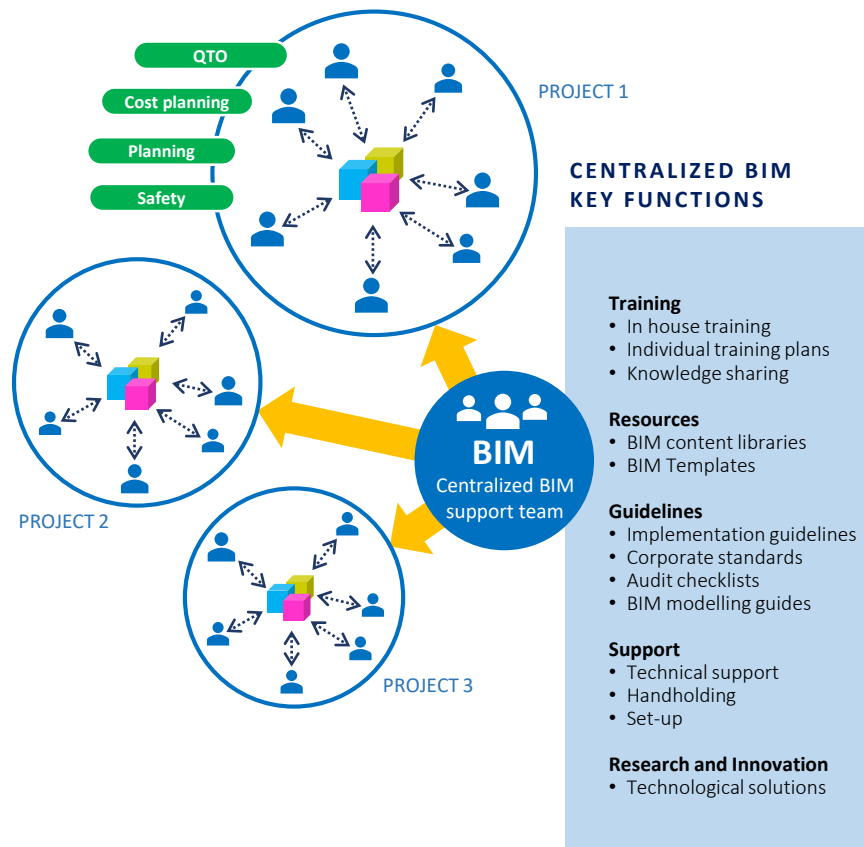 QTO
Cost planning
Planning
Safety
PROJECT 1
PROJECT 2
PROJECT 3
BIM
Centralized BIM
support team
CENTRALIZED BIM
KEY FUNCTIONS
Training
• In house training
• Individual training plans
• Knowledge sharing
Resources
• BIM content libraries
• BIM Templates
Guidelines
• Implementation guidelines
• Corporate standards
• Audit checklists
• BIM modelling guides
Support
• Technical support
• Handholding
• Set-up
Research and Innovation
• Technological solutions